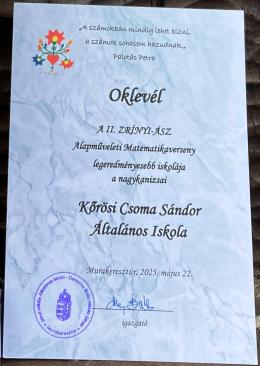 „A számokban mindig lehet bízni,
a számok sohasem hazudnak.„
Palotás Petra
Oklevél
A II. ZRÍNYI-ÁSZ
Alapműveleti Matematikaverseny
legeredményesebb iskolája
a nagykanizsai
Kőrösi Csoma Sándor
Általános Iskola
Murakeresztúr, 2025, május 22.
igazgató